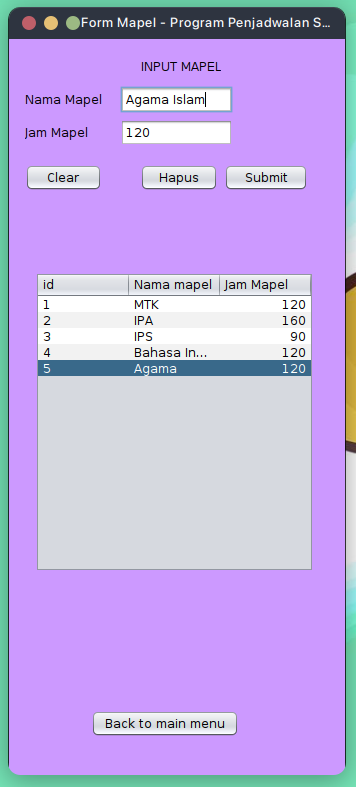 Form Mapel - Program Penjadwalan S...
INPUT MAPEL
Nama Mapel Agama Islam
Jam Mapel 120
Clear Hapus Submit
id Nama mapel Jam Mapel
1 MTK 120
2 IPA 160
3 IPS 90
4 Bahasa In... 120
5 Agama 120
Back to main menu